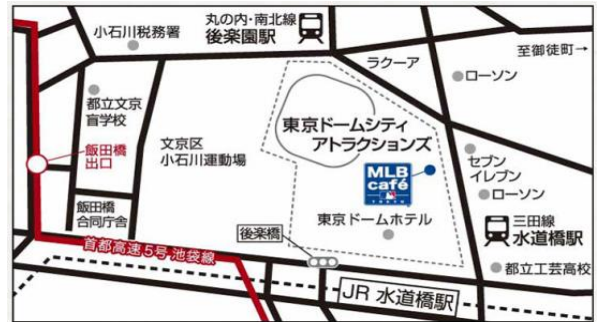 丸の内・南北線
後楽園駅
小石川税務署
至御徒町→
ラクーア
ローソン
都立文京
盲学校
東京ドームシティ
アトラクションズ
文京区
小石川運動場
飯田橋
出口
MLB
café
TOKYO
セブン
イレブン
ローソン
飯田橋
合同庁舎
東京ドームホテル
三田線
水道橋駅
後楽橋
首都高速5号 池袋線
都立工芸高校
JR 水道橋駅